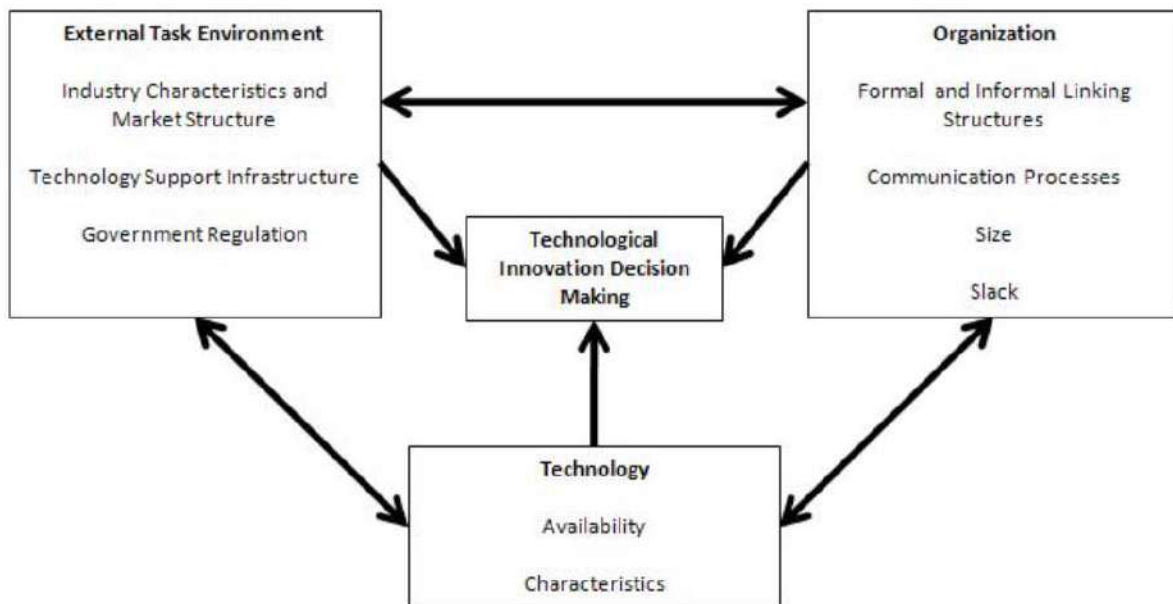 External Task Environment
Industry Characteristics and
Market Structure
Technology Support Infrastructure
Government Regulation
Organization
Formal and Informal Linking
Structures
Communication Processes
Size
Slack
Technological
Innovation Decision
Making
Technology
Availability
Characteristics